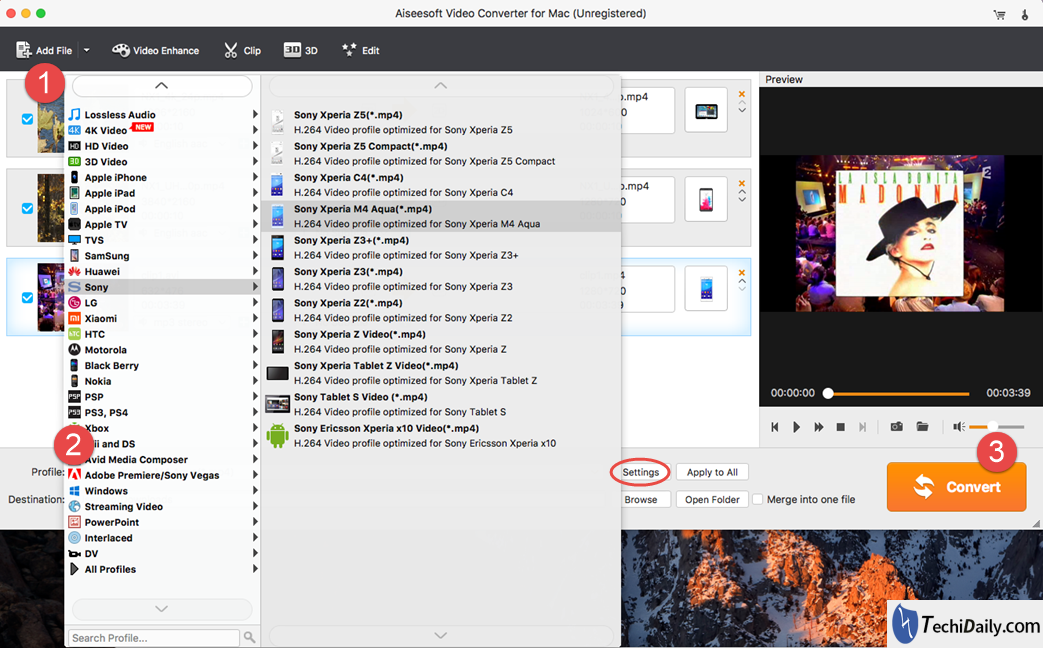 Aiseesoft Video Converter for Mac (Unregistered)
Add File
Video Enhance
Clip
3D 3D
Edit
1
Lossless Audio
4K 4K Video NEW
HD HD Video
3D 3D Video
Apple iPhone
Apple iPad
Apple iPod
Apple TV
TVS
SamSung
Huawei
S Sony
LG
mi Xiaomi
HTC
Motorola
Black Berry
Nokia
PSP PSP
PS3 PS3, PS4
Xbox
ii and DS
Avid Media Composer
Adobe Premiere/Sony Vegas
Windows
Streaming Video
PowerPoint
Interlaced
DV
All Profiles
Search Profile...
2
Profile:
Destination:
Sony Xperia Z5(*.mp4)
H.264 Video profile optimized for Sony Xperia Z5
Sony Xperia Z5 Compact(*.mp4)
H.264 Video profile optimized for Sony Xperia Z5 Compact
Sony Xperia C4(*.mp4)
H.264 Video profile optimized for Sony Xperia C4
Sony Xperia M4 Aqua(*.mp4)
H.264 Video profile optimized for Sony Xperia M4 Aqua
Sony Xperia Z3+(*.mp4)
H.264 Video profile optimized for Sony Xperia Z3+
Sony Xperia Z3(*.mp4)
H.264 Video profile optimized for Sony Xperia Z3
Sony Xperia Z2(*.mp4)
H.264 Video profile optimized for Sony Xperia Z2
Sony Xperia Z Video(*.mp4)
H.264 Video profile optimized for Sony Xperia Z
Sony Xperia Tablet Z Video(*.mp4)
H.264 Video profile optimized for Sony Xperia Tablet Z
Sony Tablet S Video (*.mp4)
H.264 Video profile optimized for Sony Tablet S
Sony Ericsson Xperia x10 Video(*.mp4)
H.264 Video profile optimized for Sony Ericsson Xperia x10
p.mp4
0
o.mp4
0
4
9
Preview
LA ISLA BONITA
MADONNA
00:00:00
00:03:39
Settings
Apply to All
Browse
Open Folder
Merge into one file
3
Convert
TechiDaily.com